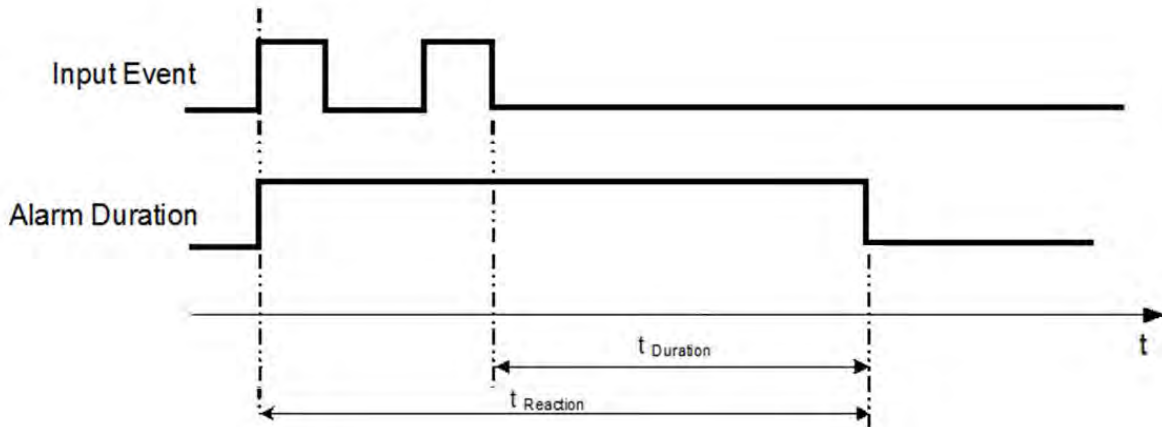 Input Event
Alarm Duration
t
t Duration
t Reaction